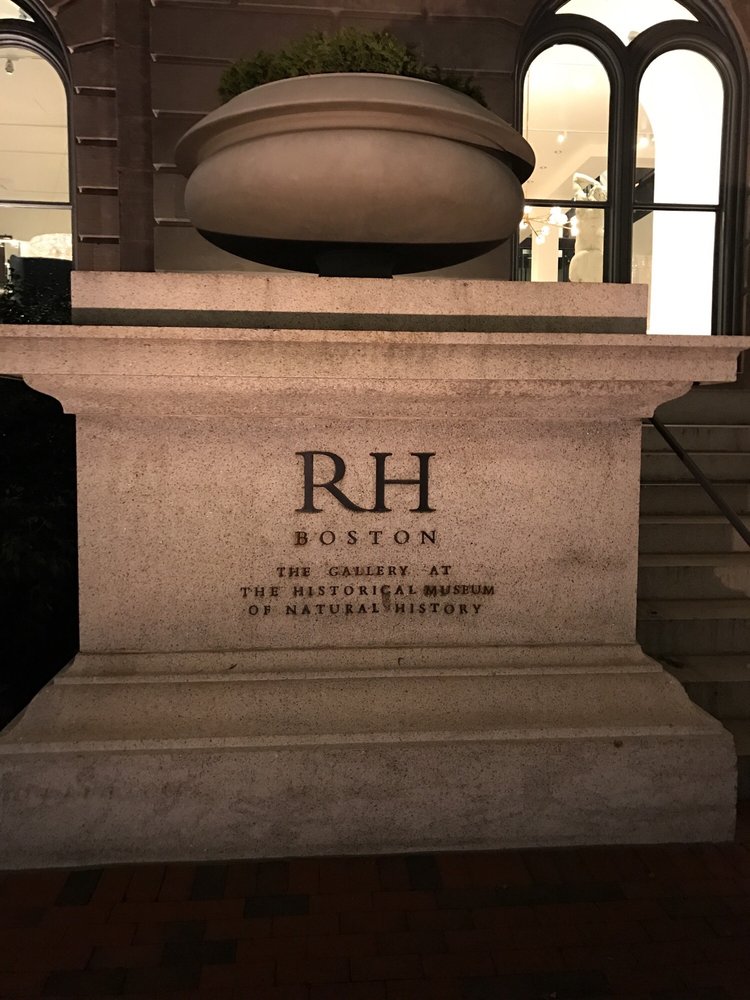 RH
BOSTON
THE GALLERY AT
THE HISTORICAL MUSEUM
OF NATURAL HISTORY